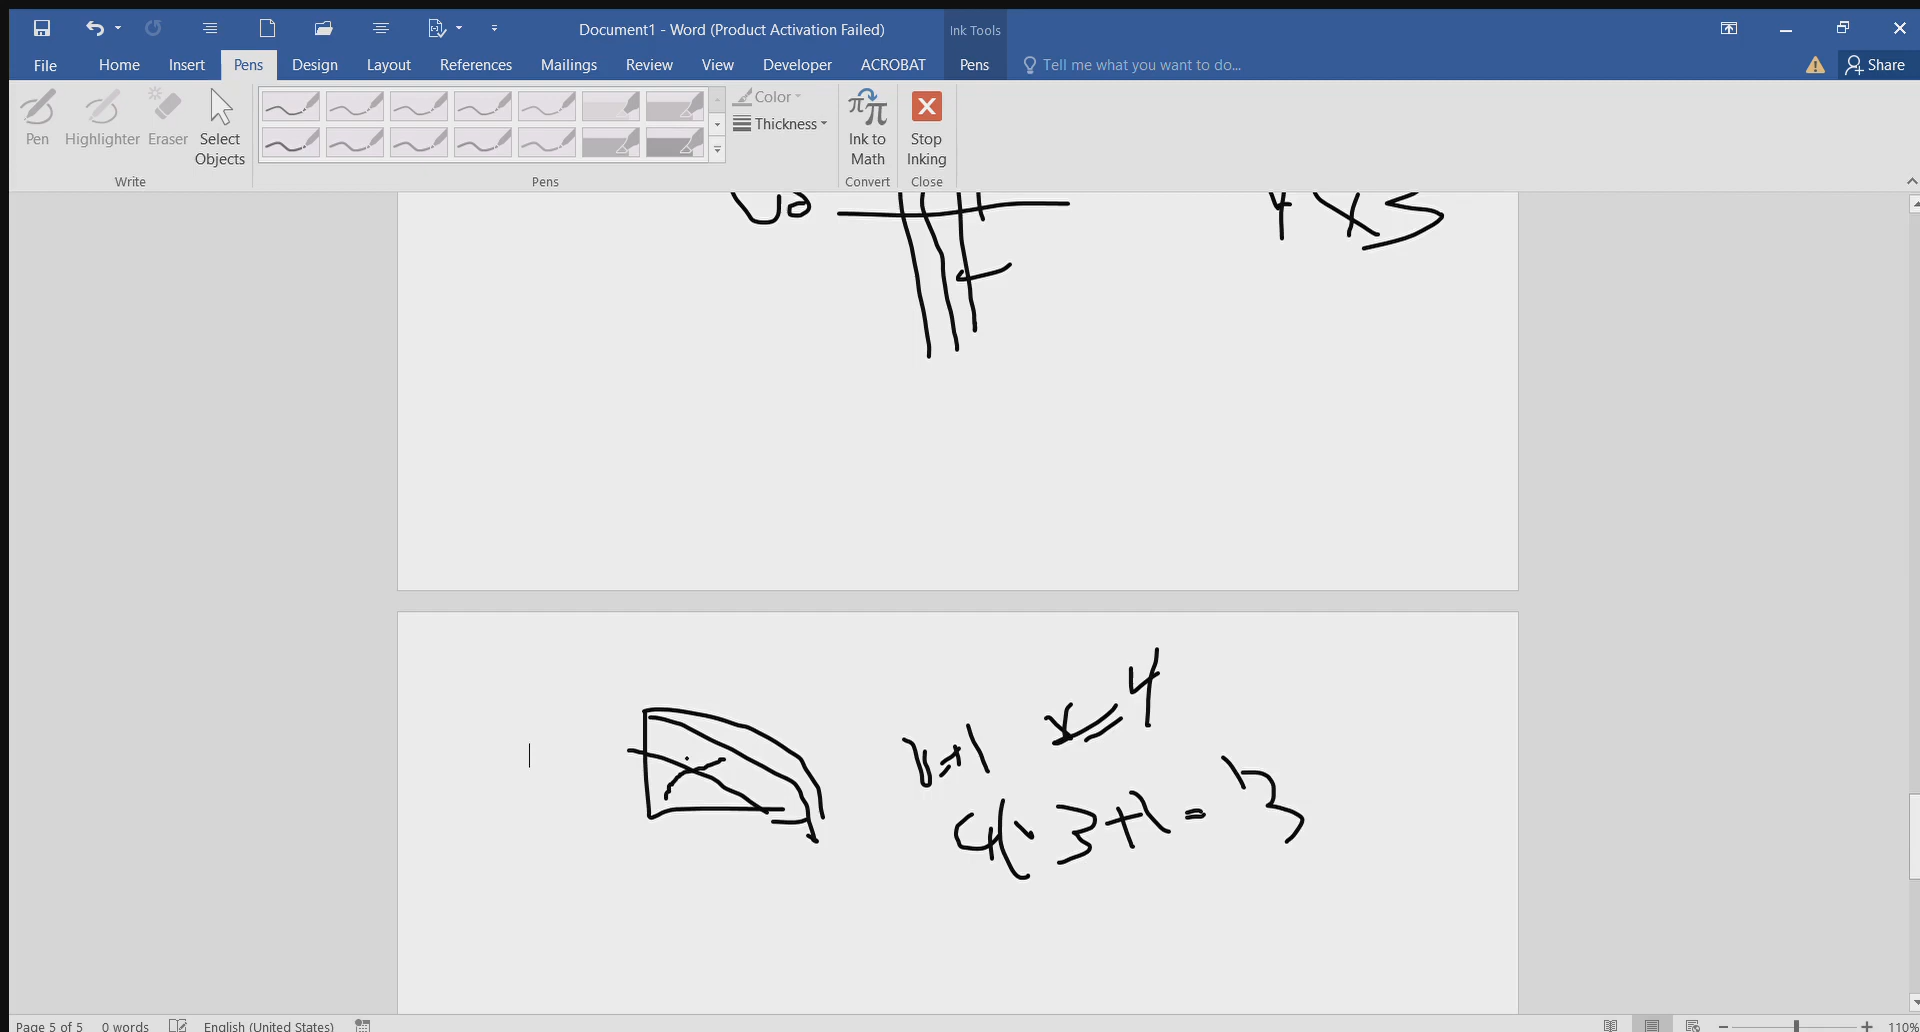 Document1 - Word (Product Activation Failed)
Ink Tools
File Home Insert Pens Design Layout References Mailings Review View Developer ACROBAT Pens Tell me what you want to do... Share
Pen Highlighter Eraser Select Objects
Color
Thickness
Ink to Math
Stop Inking
Write Pens Convert Close
4
4 3 + 1 =
Page 5 of 5 0 words English (United States) 110%